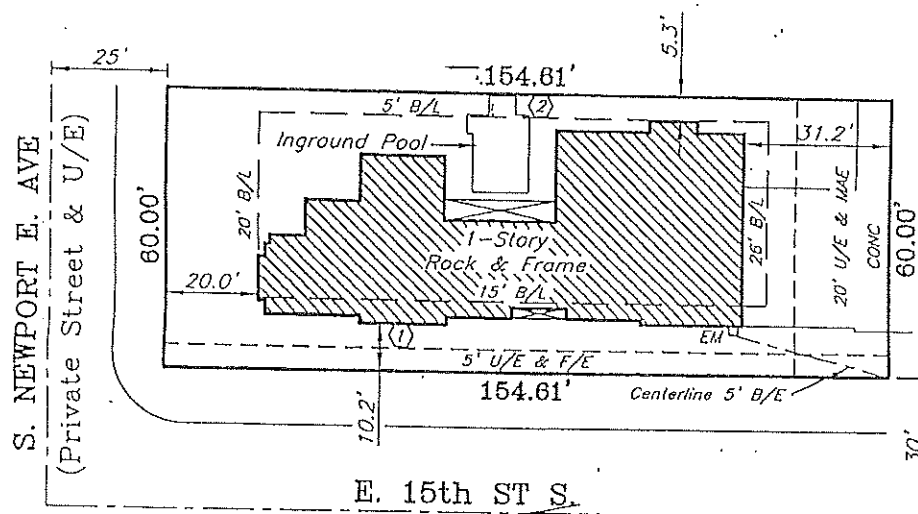 25'
5.3'
154.61'
5' B/L
⟨2⟩
Inground Pool
31.2'
S. NEWPORT E. AVE
(Private Street & U/E)
60.00'
20' B/L
20.0'
1-Story
Rock & Frame
15' B/L
26' B/L
20' U/E & MAE
CONC
60.00'
⟨1⟩
EM
5' U/E & F/E
154.61'
Centerline 5' B/E
10.2'
30'
E. 15th ST S.